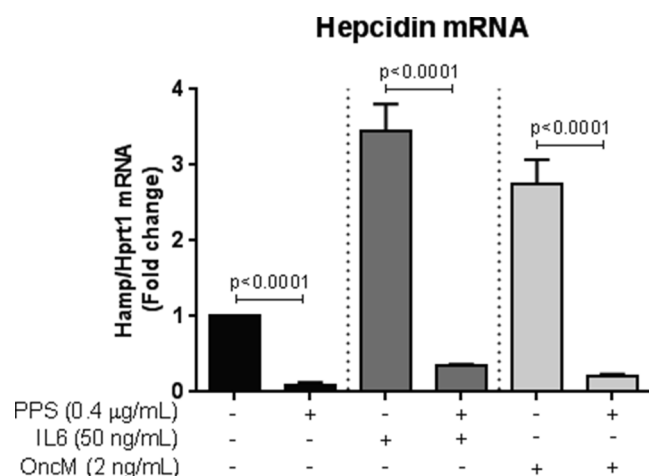 Hepcidin mRNA
Hamp/Hprt1 mRNA
(Fold change)
4
3
2
1
0
p<0.0001
p<0.0001
p<0.0001
PPS (0.4 µg/mL) - + - + - +
IL6 (50 ng/mL) - - + + - -
OncM (2 ng/mL) - - - - + +